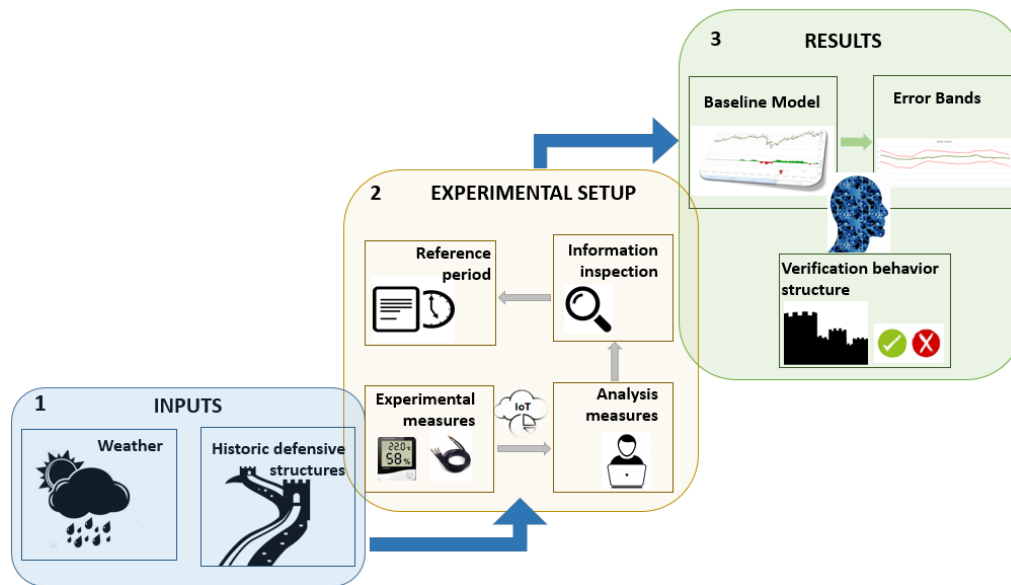 1
INPUTS
Weather
Historic defensive
structures
2
EXPERIMENTAL SETUP
Reference
period
Information
inspection
Experimental
measures
22.0
58 %
IoT
Analysis
measures
3
RESULTS
Baseline Model
Error Bands
Verification behavior
structure